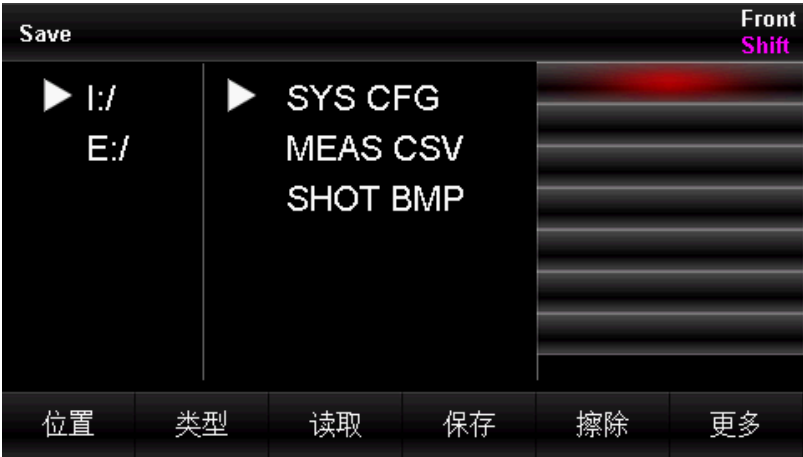 Save
Front
Shift
I:/
E:/
SYS CFG
MEAS CSV
SHOT BMP
位置 类型 读取 保存 擦除 更多